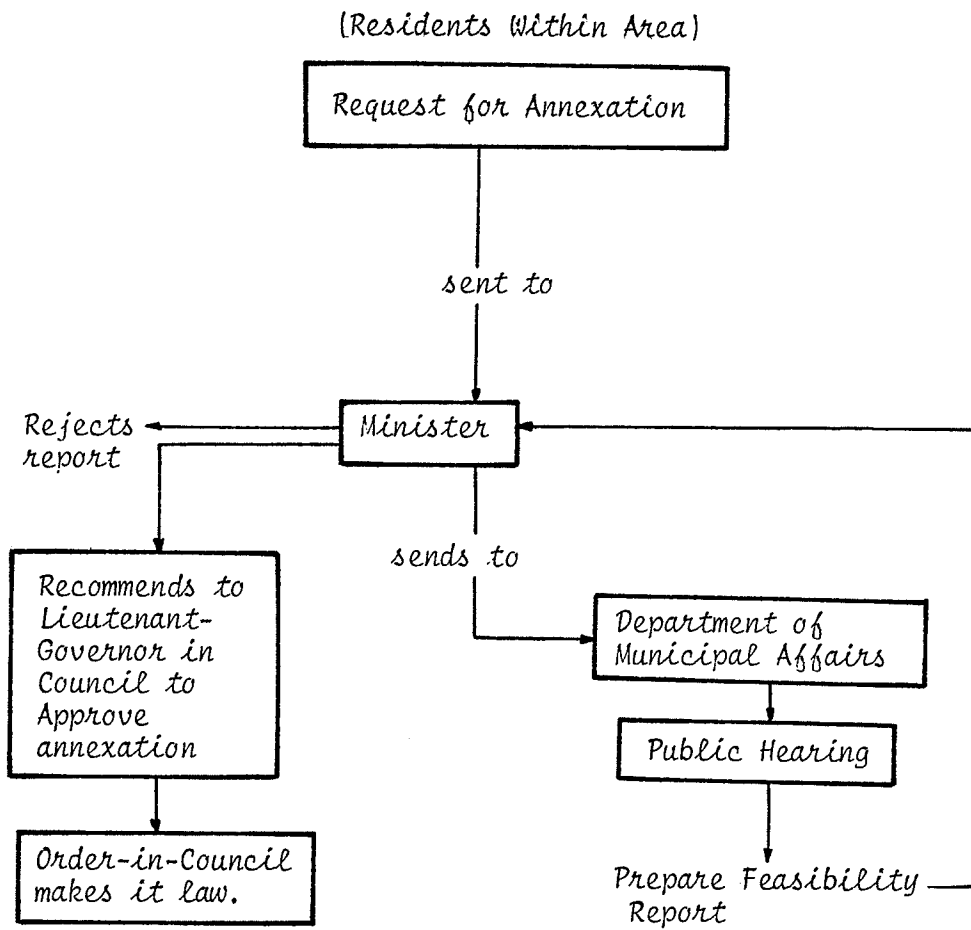 (Residents Within Area)
Request for Annexation
sent to
Rejects
report
Minister
sends to
Recommends to
Lieutenant-
Governor in
Council to
Approve
annexation
Department of
Municipal Affairs
Public Hearing
Order-in-Council
makes it law.
Prepare Feasibility
Report